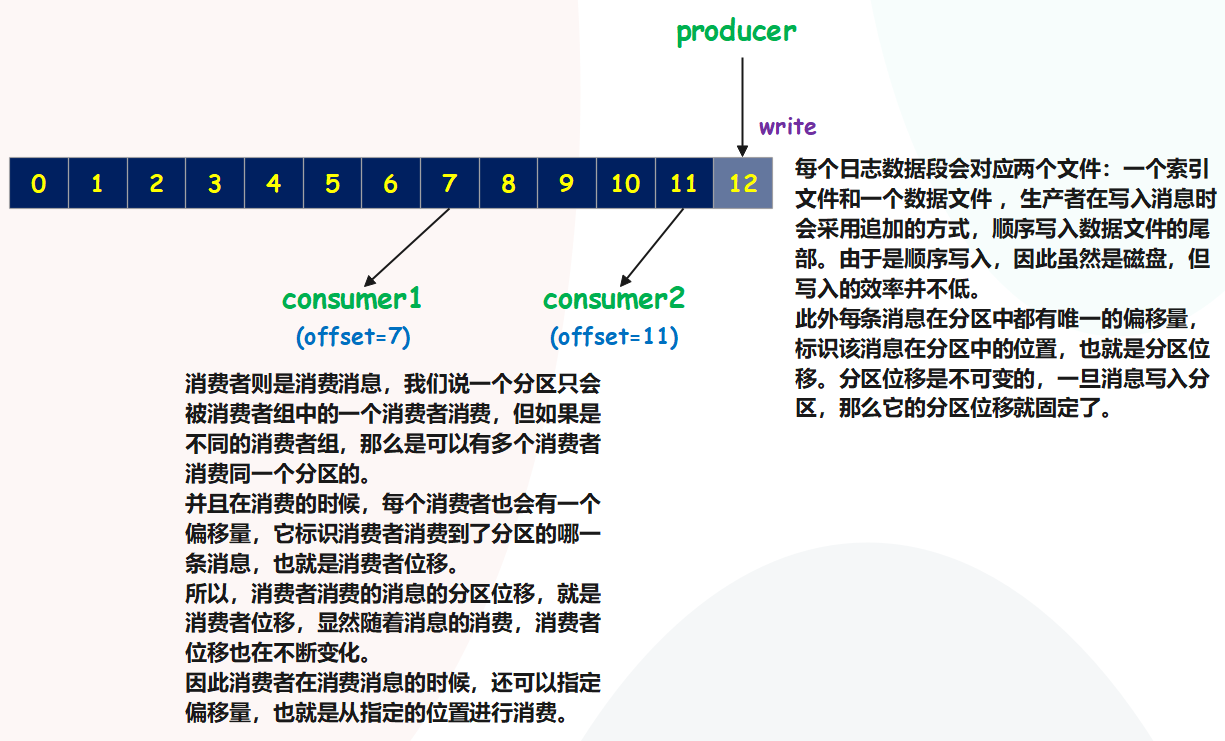 producer
write
0 1 2 3 4 5 6 7 8 9 10 11 12
consumer1
(offset=7)
consumer2
(offset=11)
每个日志数据段会对应两个文件：一个索引
文件和一个数据文件 ，生产者在写入消息时
会采用追加的方式，顺序写入数据文件的尾
部。由于是顺序写入，因此虽然是磁盘，但
写入的效率并不低。
此外每条消息在分区中都有唯一的偏移量，
标识该消息在分区中的位置，也就是分区位
移。分区位移是不可变的，一旦消息写入分
区，那么它的分区位移就固定了。
消费者则是消费消息，我们说一个分区只会
被消费者组中的一个消费者消费，但如果是
不同的消费者组，那么是可以有多个消费者
消费同一个分区的。
并且在消费的时候，每个消费者也会有一个
偏移量，它标识消费者消费到了分区的哪一
条消息，也就是消费者位移。
所以，消费者消费的消息的分区位移，就是
消费者位移，显然随着消息的消费，消费者
位移也在不断变化。
因此消费者在消费消息的时候，还可以指定
偏移量，也就是从指定的位置进行消费。